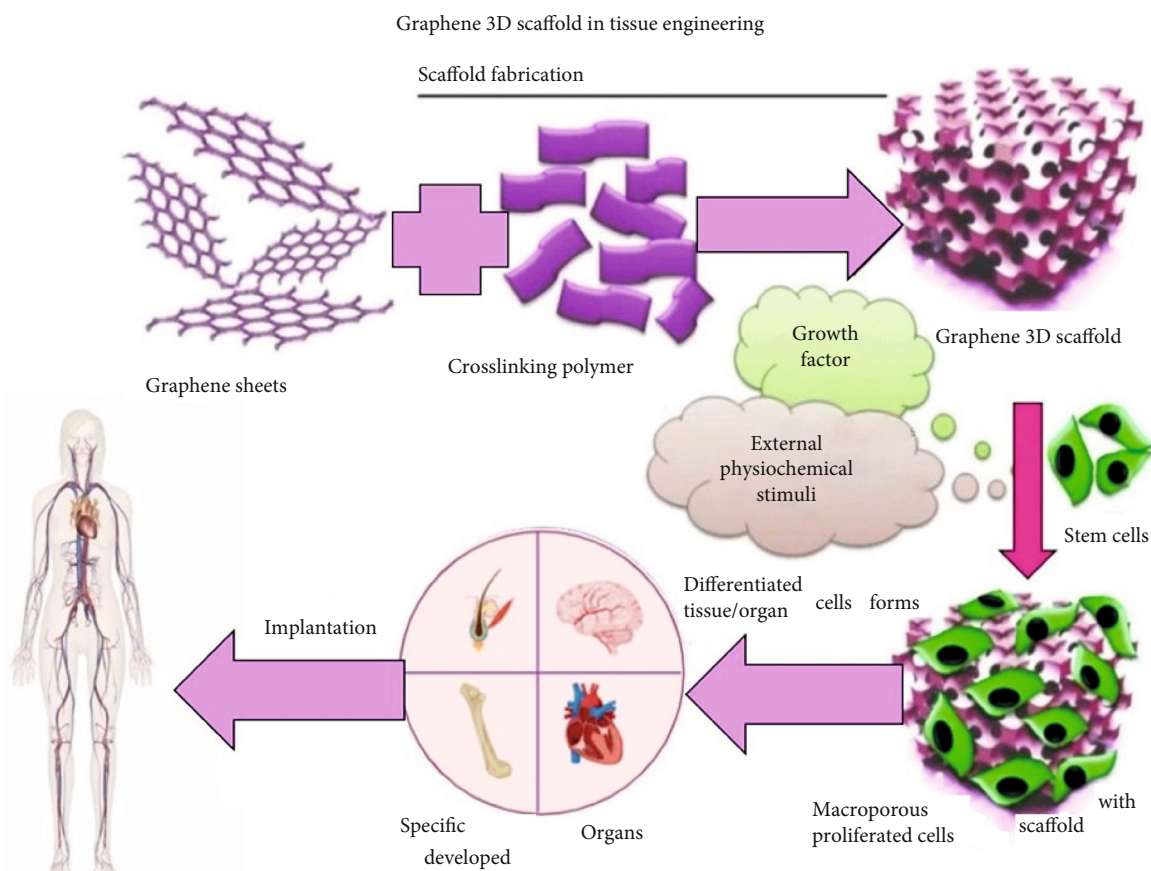 Graphene 3D scaffold in tissue engineering
Scaffold fabrication
Graphene sheets
Crosslinking polymer
Graphene 3D scaffold
Growth
factor
External
physiochemical
stimuli
Stem cells
Differentiated cells forms
tissue/organ
Implantation
Macroporous scaffold with
proliferated cells
Specific Organs
developed